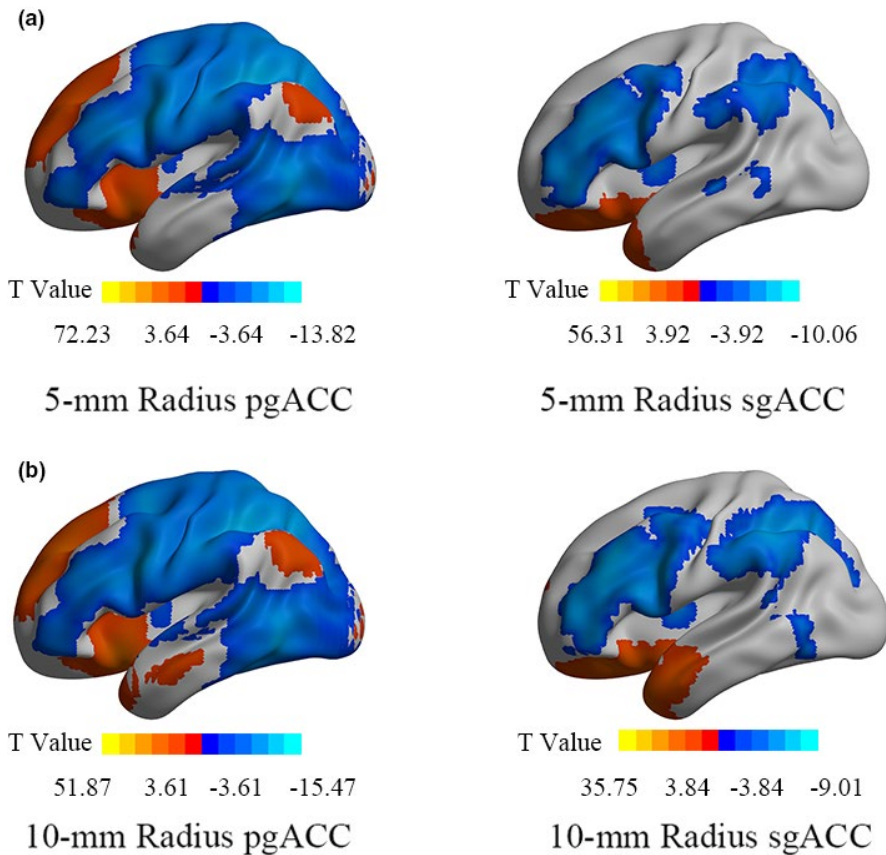 (a)
T Value
72.23 3.64 -3.64 -13.82
5-mm Radius pgACC
T Value
56.31 3.92 -3.92 -10.06
5-mm Radius sgACC
(b)
T Value
51.87 3.61 -3.61 -15.47
10-mm Radius pgACC
T Value
35.75 3.84 -3.84 -9.01
10-mm Radius sgACC